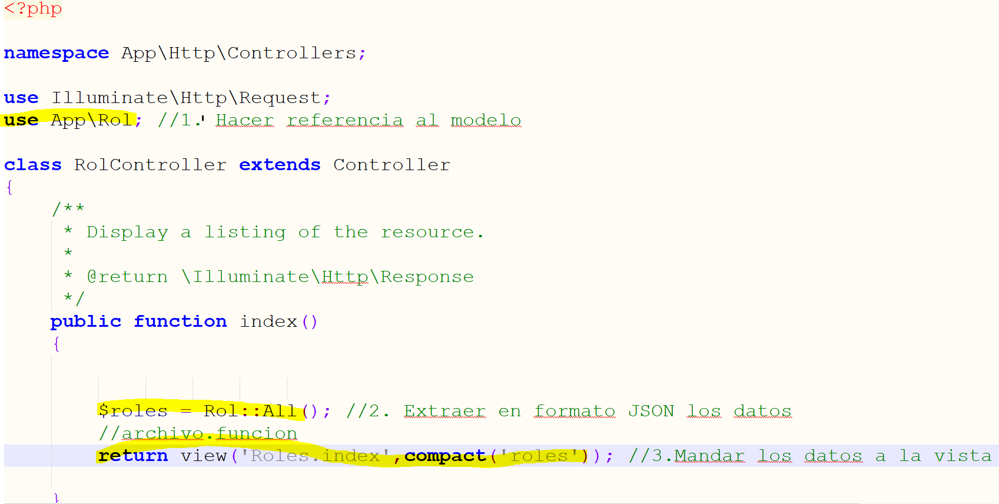 <?php
namespace App\Http\Controllers;
use Illuminate\Http\Request;
use App\Rol; //1.' Hacer referencia al modelo
class RolController extends Controller
{
/**
* Display a listing of the resource.
*
* @return \Illuminate\Http\Response
*/
public function index()
{
$roles = Rol::All(); //2. Extraer en formato JSON los datos
//archivo.funcion
return view('Roles.index',compact('roles')); //3.Mandar los datos a la vista
}